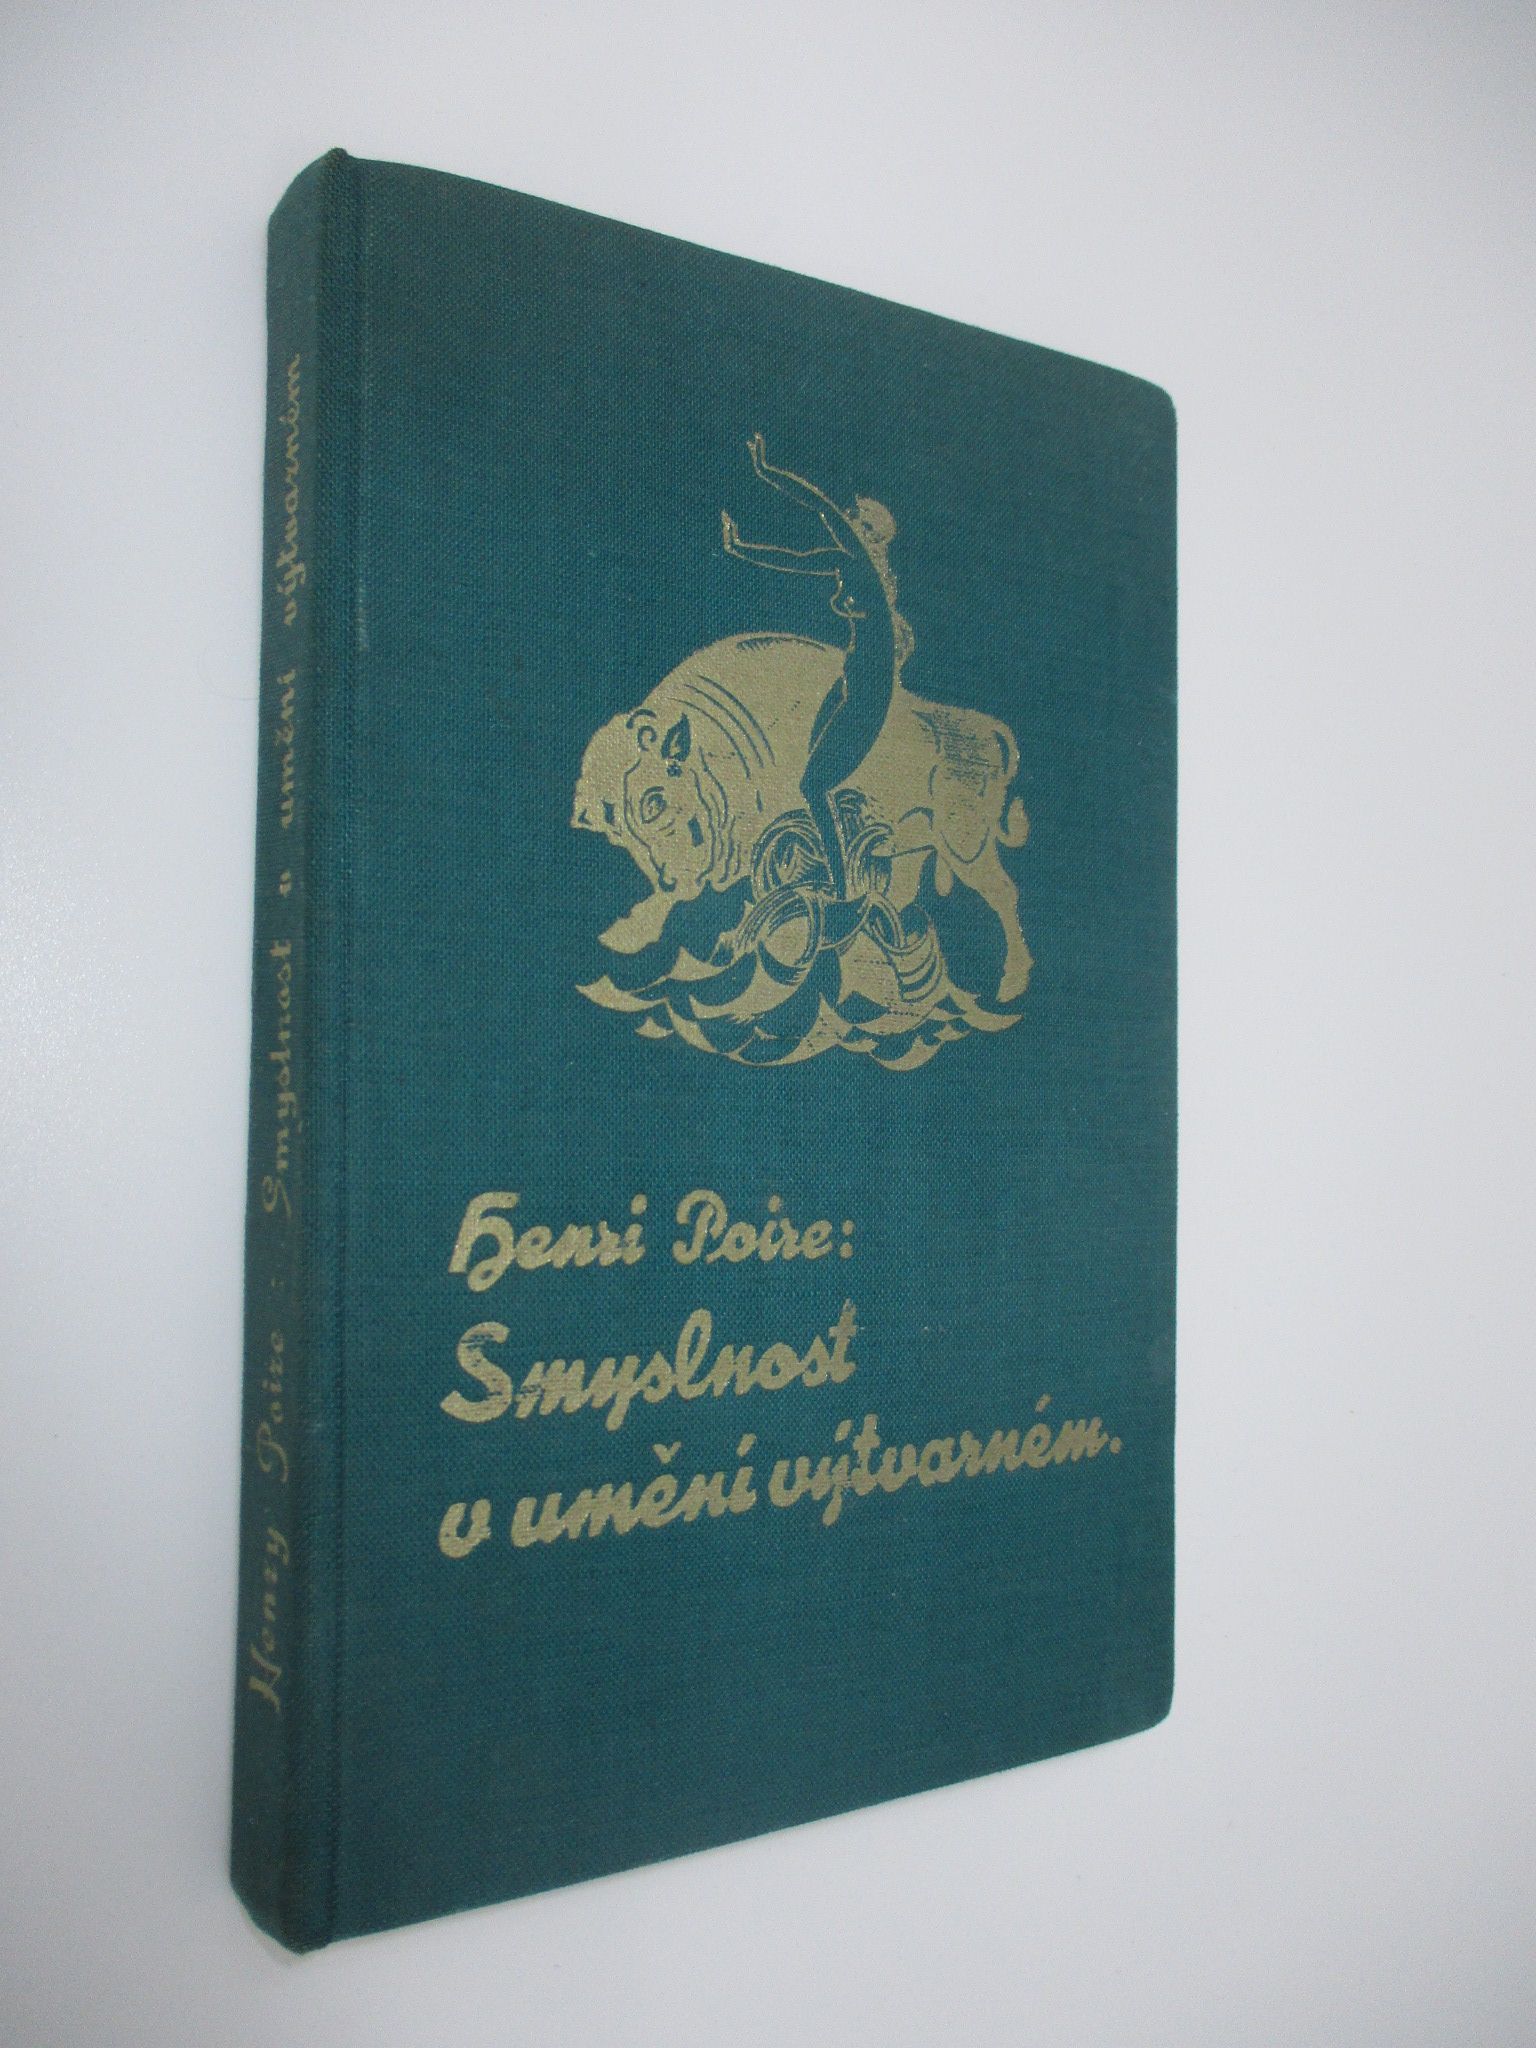 Henri Poire:
Smyslnost
v umění výtvarném.
Henry Poire : Smyslnost v umění výtvarném